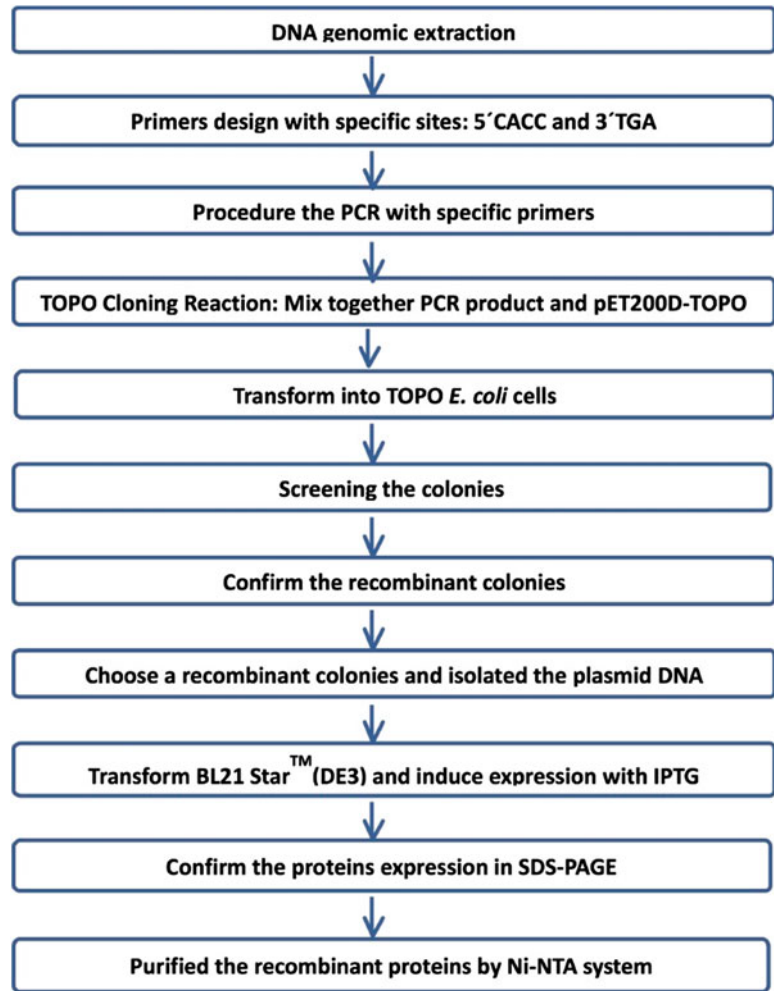 DNA genomic extraction
Primers design with specific sites: 5´CACC and 3´TGA
Procedure the PCR with specific primers
TOPO Cloning Reaction: Mix together PCR product and pET200D-TOPO
Transform into TOPO E. coli cells
Screening the colonies
Confirm the recombinant colonies
Choose a recombinant colonies and isolated the plasmid DNA
Transform BL21 Star™(DE3) and induce expression with IPTG
Confirm the proteins expression in SDS-PAGE
Purified the recombinant proteins by Ni-NTA system